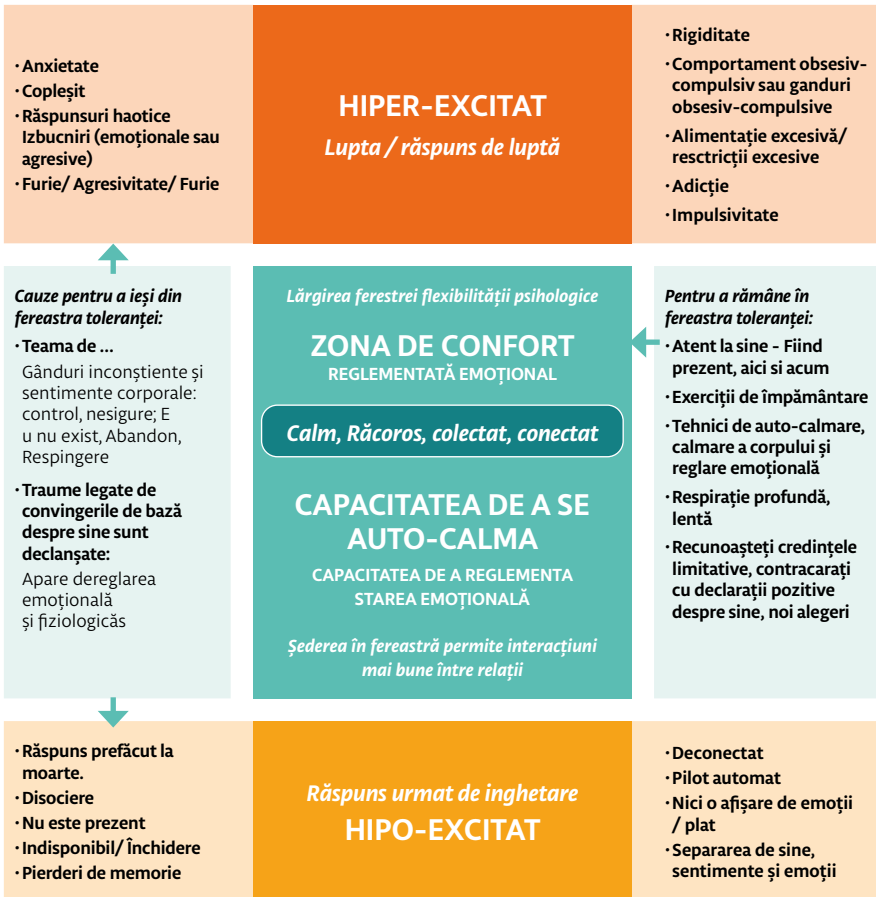 · Anxietate
· Copleșit
· Răspunsuri haotice
Izbucniri (emoționale sau
agresive)
· Furie/ Agresivitate/ Furie
HIPER-EXCITAT
Lupta / răspuns de luptă
· Rigiditate
· Comportament obsesiv-
compulsiv sau ganduri
obsesiv-compulsive
· Alimentație excesivă/
resctricții excesive
· Adicție
· Impulsivitate
Cauze pentru a ieși din
fereastra toleranței:
· Teama de ...
Gânduri inconștiente și
sentimente corporale:
control, nesigure; E
u nu exist, Abandon,
Respingere
· Traume legate de
convingerile de bază
despre sine sunt
declanșate:
Apare dereglarea
emoțională
și fiziologicăs
Lărgirea ferestrei flexibilității psihologice
ZONA DE CONFORT
REGLEMENTATĂ EMOȚIONAL
Calm, Răcoros, colectat, conectat
CAPACITATEA DE A SE
AUTO-CALMA
CAPACITATEA DE A REGLEMENTA
STAREA EMOȚIONALĂ
Șederea în fereastră permite interacțiuni
mai bune între relații
Pentru a rămâne în
fereastra toleranței:
· Atent la sine - Fiind
prezent, aici si acum
· Exerciții de împământare
· Tehnici de auto-calmare,
calmare a corpului și
reglare emoțională
· Respirație profundă,
lentă
· Recunoașteți credințele
limitative, contracarați
cu declarații pozitive
despre sine, noi alegeri
· Răspuns prefăcut la
moarte.
· Disociere
· Nu este prezent
· Indisponibil/ Închidere
· Pierderi de memorie
Răspuns urmat de inghetare
HIPO-EXCITAT
· Deconectat
· Pilot automat
· Nici o afișare de emoții
/ plat
· Separarea de sine,
sentimente și emoții